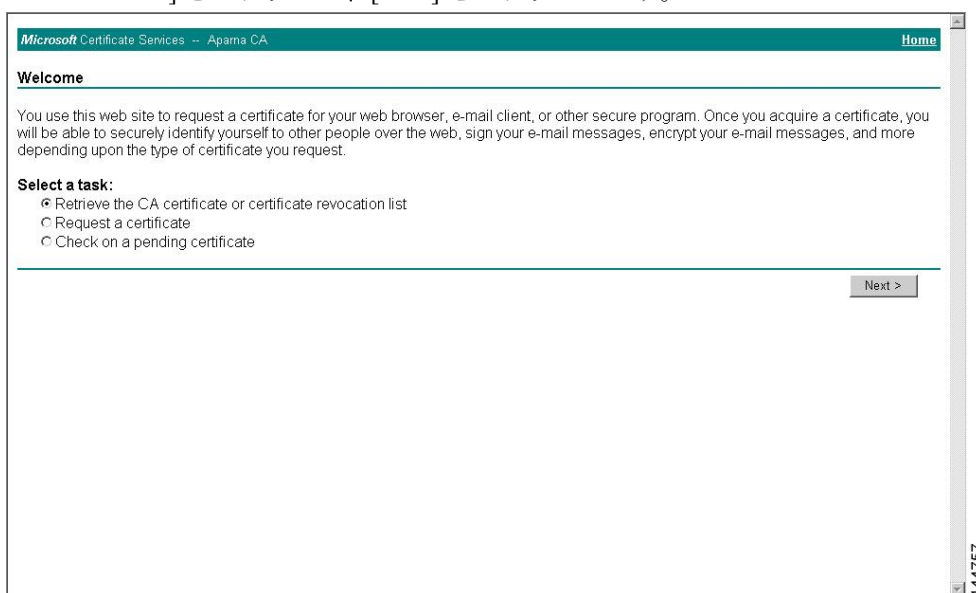 Microsoft Certificate Services -- Aparna CA Home
Welcome
You use this web site to request a certificate for your web browser, e-mail client, or other secure program. Once you acquire a certificate, you
will be able to securely identify yourself to other people over the web, sign your e-mail messages, encrypt your e-mail messages, and more
depending upon the type of certificate you request.
Select a task:
Retrieve the CA certificate or certificate revocation list
Request a certificate
Check on a pending certificate
Next >